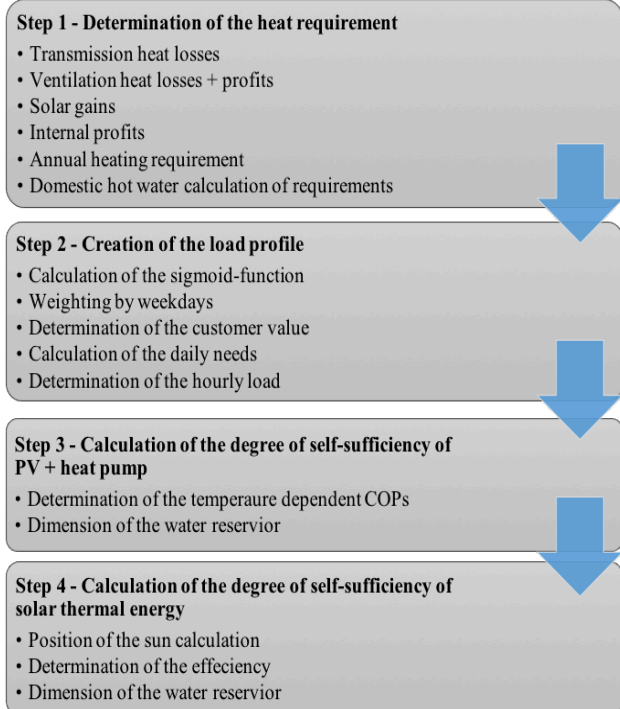 Step 1 - Determination of the heat requirement
• Transmission heat losses
• Ventilation heat losses + profits
• Solar gains
• Internal profits
• Annual heating requirement
• Domestic hot water calculation of requirements
Step 2 - Creation of the load profile
• Calculation of the sigmoid-function
• Weighting by weekdays
• Determination of the customer value
• Calculation of the daily needs
• Determination of the hourly load
Step 3 - Calculation of the degree of self-sufficiency of
PV + heat pump
• Determination of the temperaure dependent COPs
• Dimension of the water reservior
Step 4 - Calculation of the degree of self-sufficiency of
solar thermal energy
• Position of the sun calculation
• Determination of the effeciency
• Dimension of the water reservior